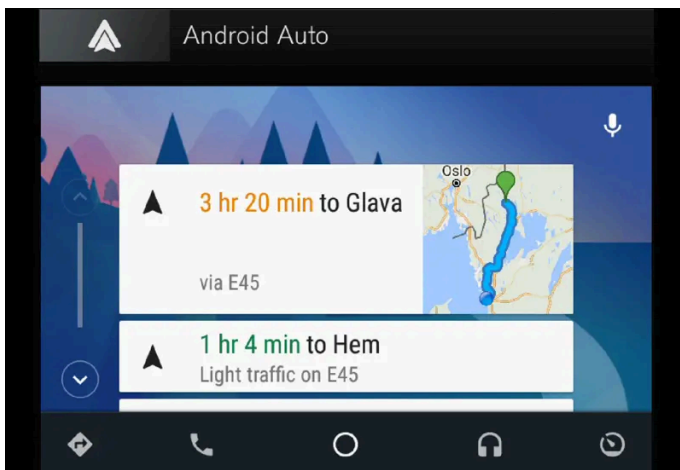 Android Auto
3 hr 20 min to Glava
via E45
Oslo
1 hr 4 min to Hem
Light traffic on E45